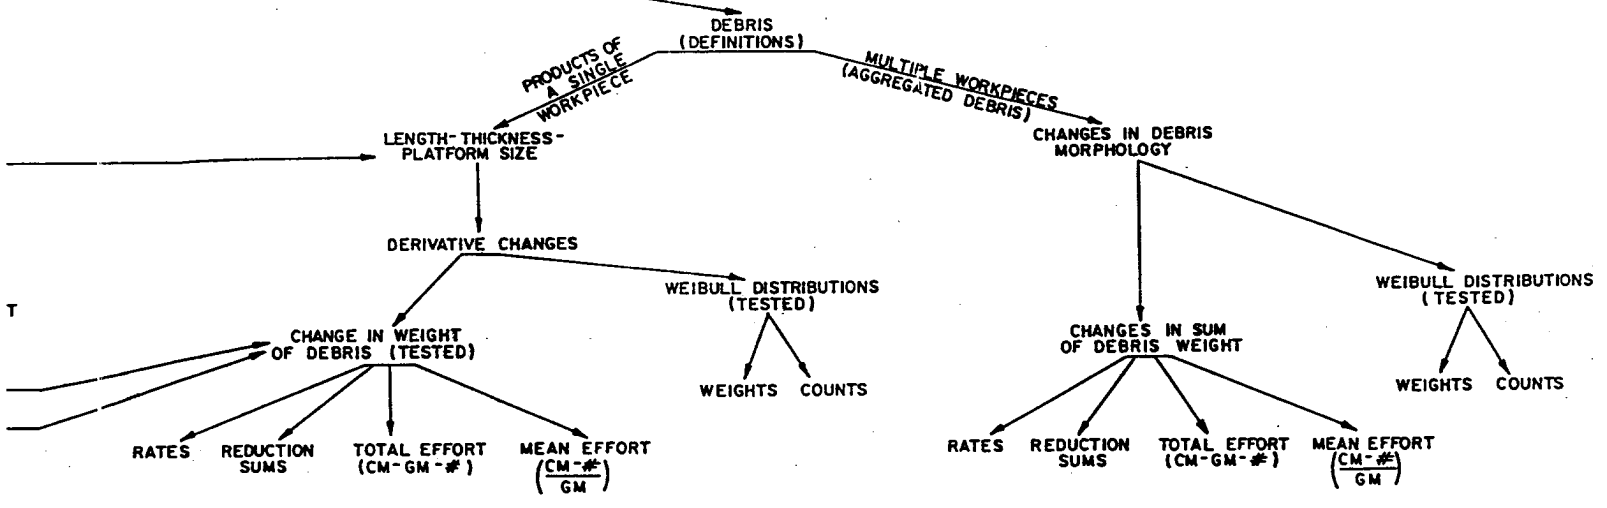 DEBRIS
(DEFINITIONS)
PRODUCTS OF
A SINGLE
WORKPIECE
MULTIPLE WORKPIECES
(AGGREGATED DEBRIS)
LENGTH-THICKNESS-
PLATFORM SIZE
CHANGES IN DEBRIS
MORPHOLOGY
DERIVATIVE CHANGES
WEIBULL DISTRIBUTIONS
(TESTED)
WEIBULL DISTRIBUTIONS
(TESTED)
T
CHANGE IN WEIGHT
OF DEBRIS (TESTED)
CHANGES IN SUM
OF DEBRIS WEIGHT
WEIGHTS COUNTS
WEIGHTS COUNTS
RATES
REDUCTION
SUMS
TOTAL EFFORT
(CM-GM-#)
MEAN EFFORT
(CM-#
GM)
RATES
REDUCTION
SUMS
TOTAL EFFORT
(CM-GM-#)
MEAN EFFORT
(CM-#
GM)